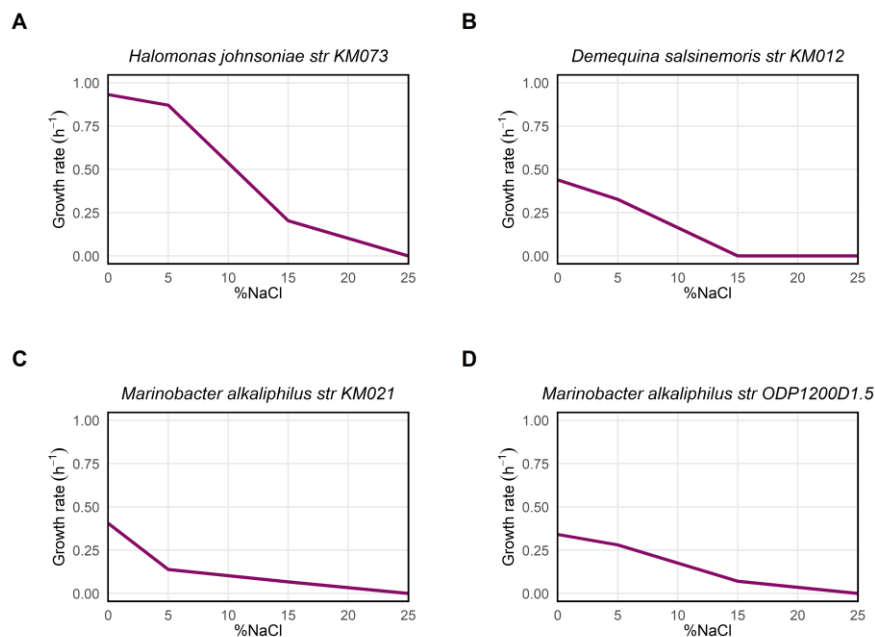 A
Halomonas johnsoniae str KM073
1.00
0.75
0.50
0.25
0.00
Growth rate (h⁻¹)
0 5 10 15 20 25
%NaCl
B
Demequina salsinemoris str KM012
1.00
0.75
0.50
0.25
0.00
Growth rate (h⁻¹)
0 5 10 15 20 25
%NaCl
C
Marinobacter alkaliphilus str KM021
1.00
0.75
0.50
0.25
0.00
Growth rate (h⁻¹)
0 5 10 15 20 25
%NaCl
D
Marinobacter alkaliphilus str ODP1200D1.5
1.00
0.75
0.50
0.25
0.00
Growth rate (h⁻¹)
0 5 10 15 20 25
%NaCl